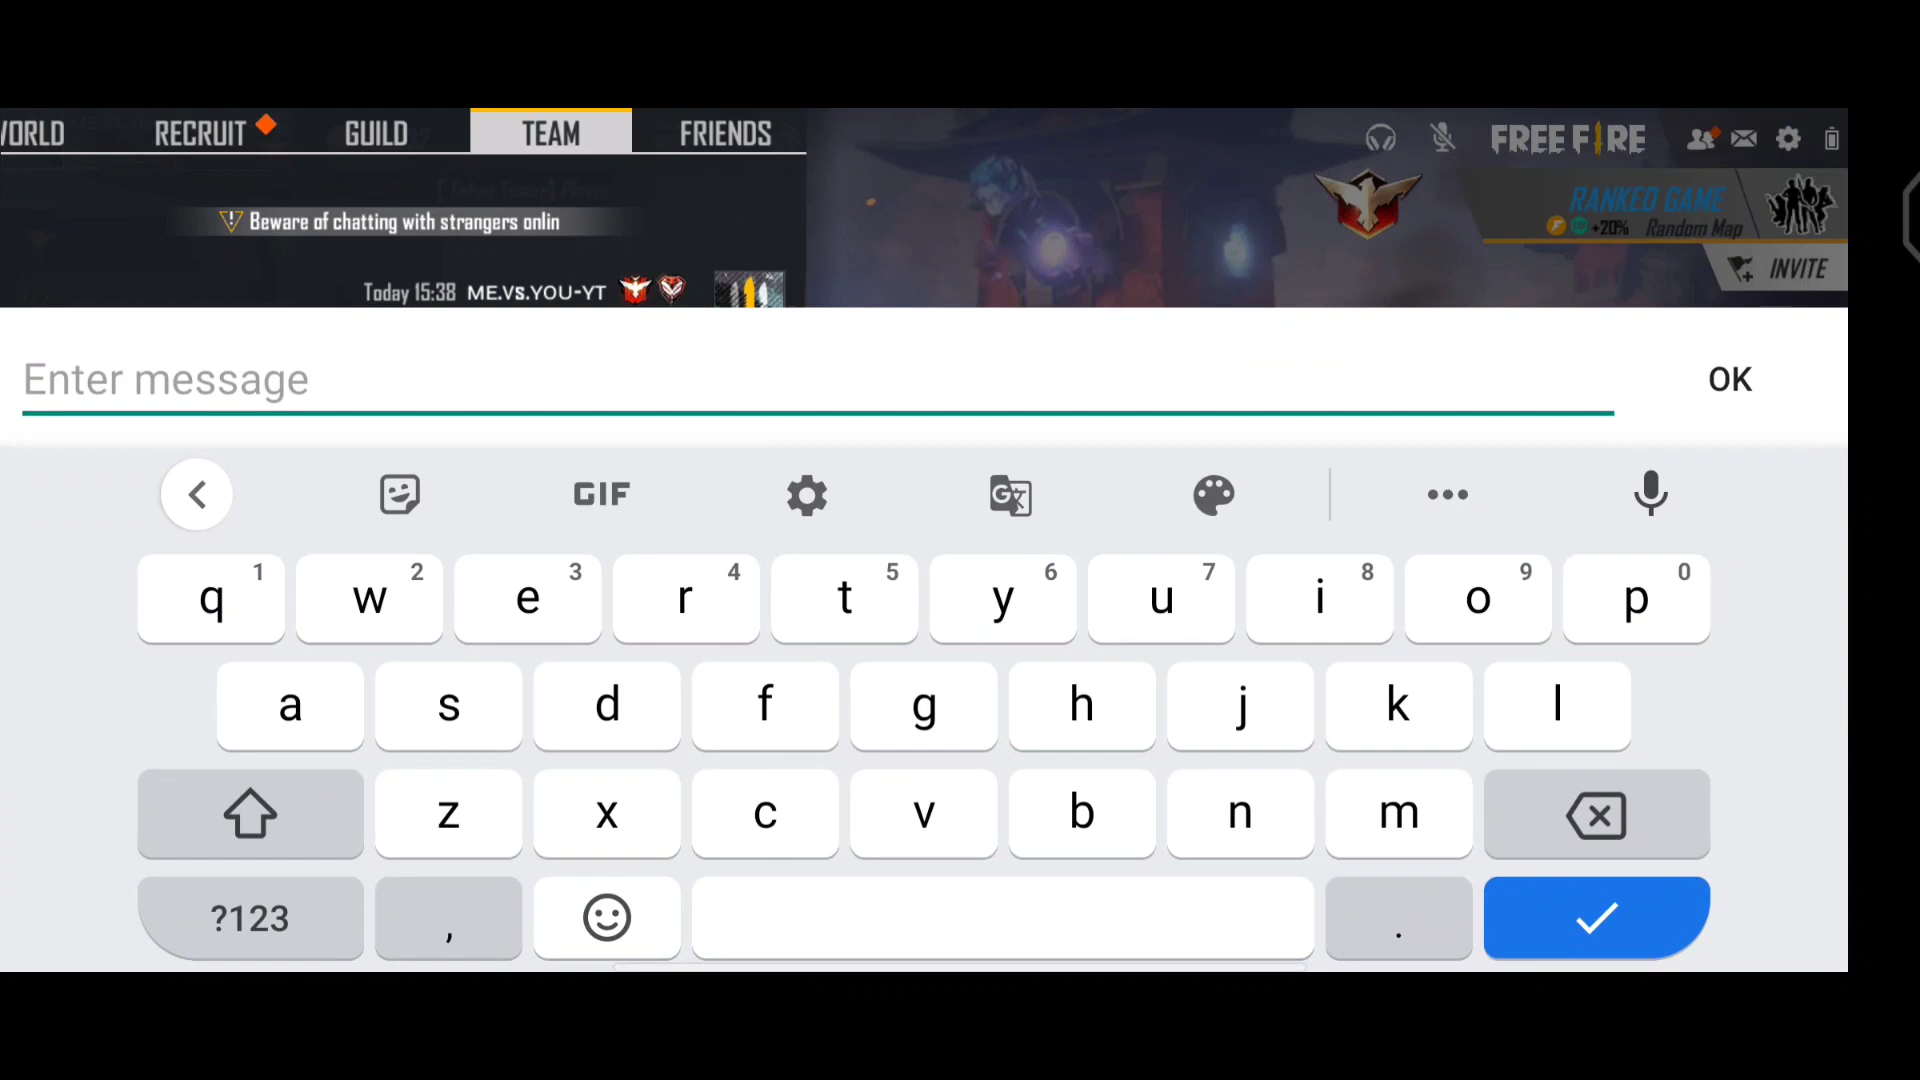 WORLD RECRUIT GUILD TEAM FRIENDS
FREE FIRE
RANKED GAME
+20% Random Map
Beware of chatting with strangers onlin
INVITE
Today 15:38 ME.Vs.YOU-YT
Enter message
OK
GIF
q 1 w 2 e 3 r 4 t 5 y 6 u 7 i 8 o 9 p 0
a s d f g h j k l
z x c v b n m
?123 , .